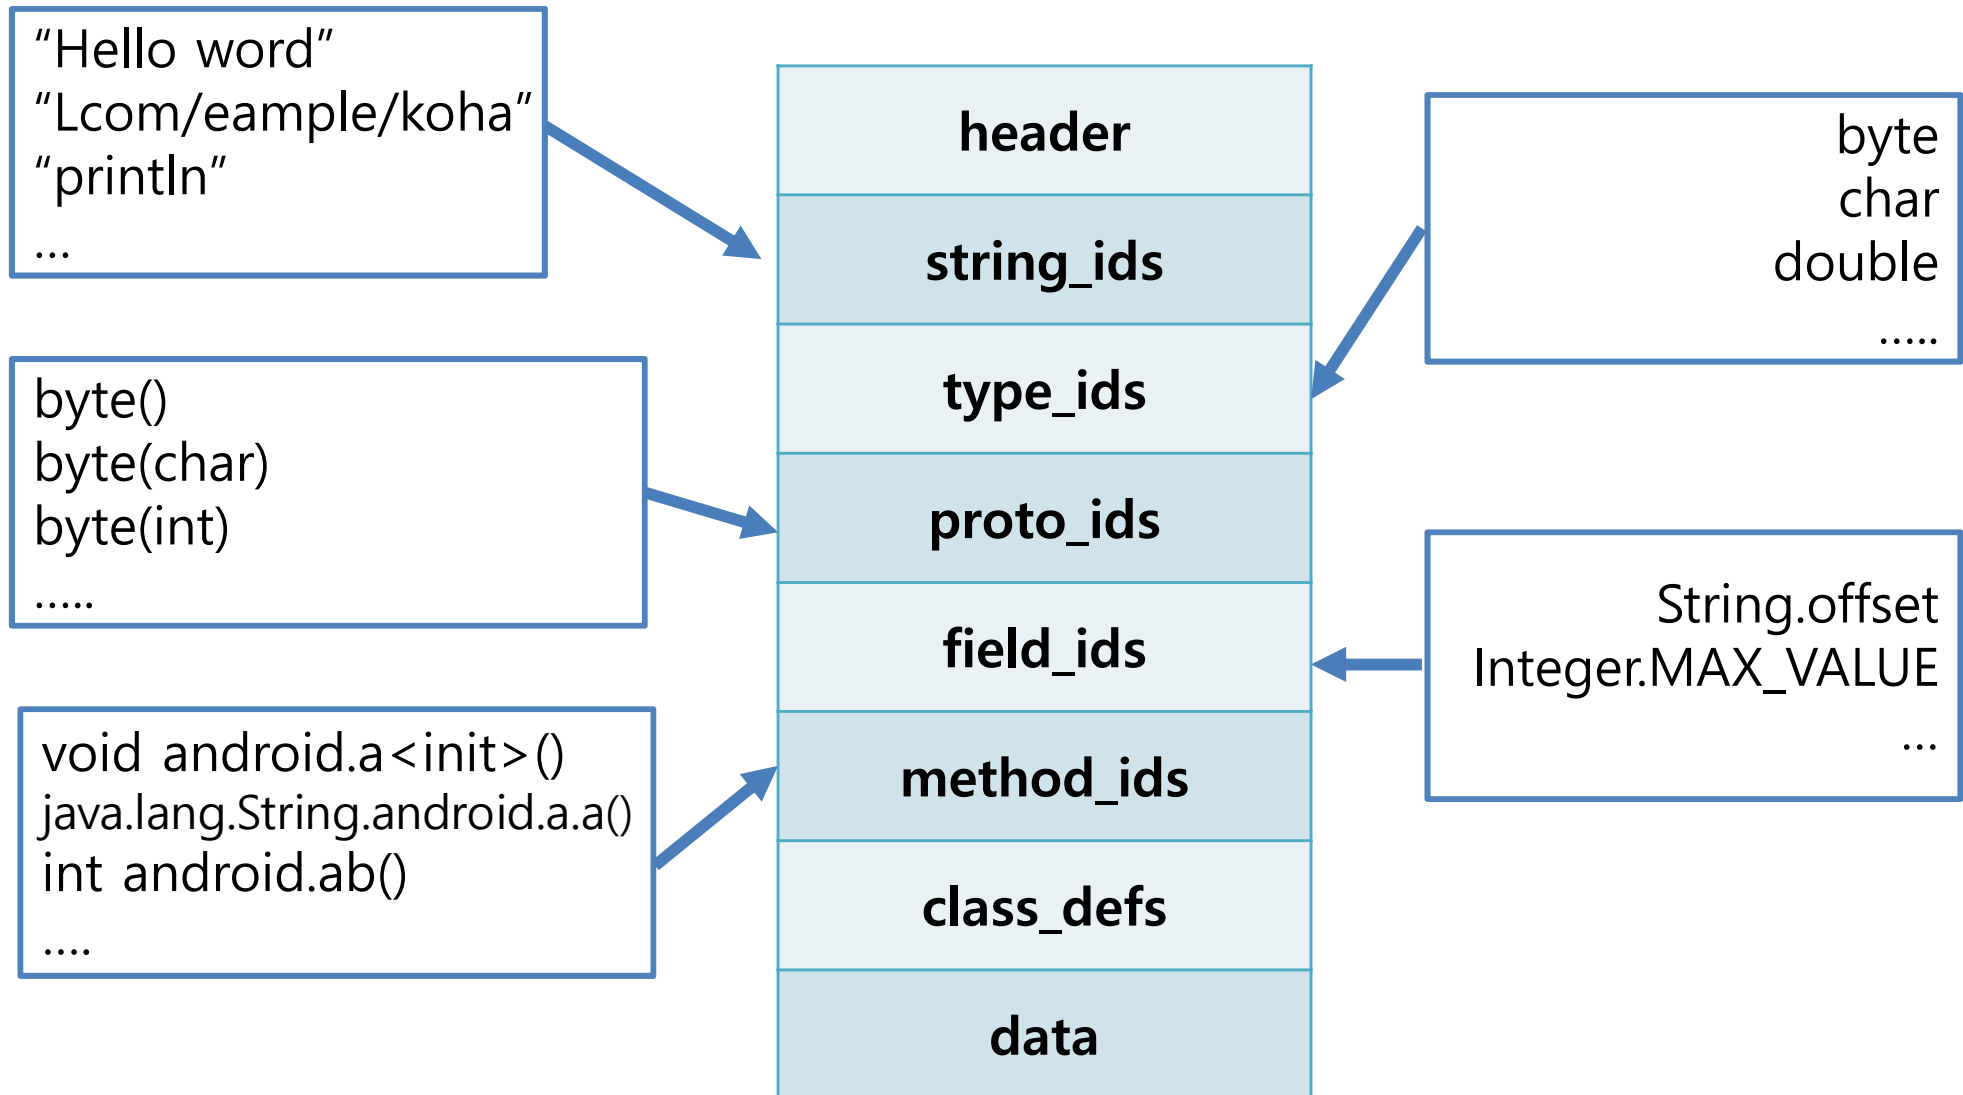 “Hello word”
“Lcom/eample/koha”
“println”
...
byte()
byte(char)
byte(int)
.....
void android.a<init>()
java.lang.String.android.a.a()
int android.ab()
....
header
string_ids
type_ids
proto_ids
field_ids
method_ids
class_defs
data
byte
char
double
.....
String.offset
Integer.MAX_VALUE
...